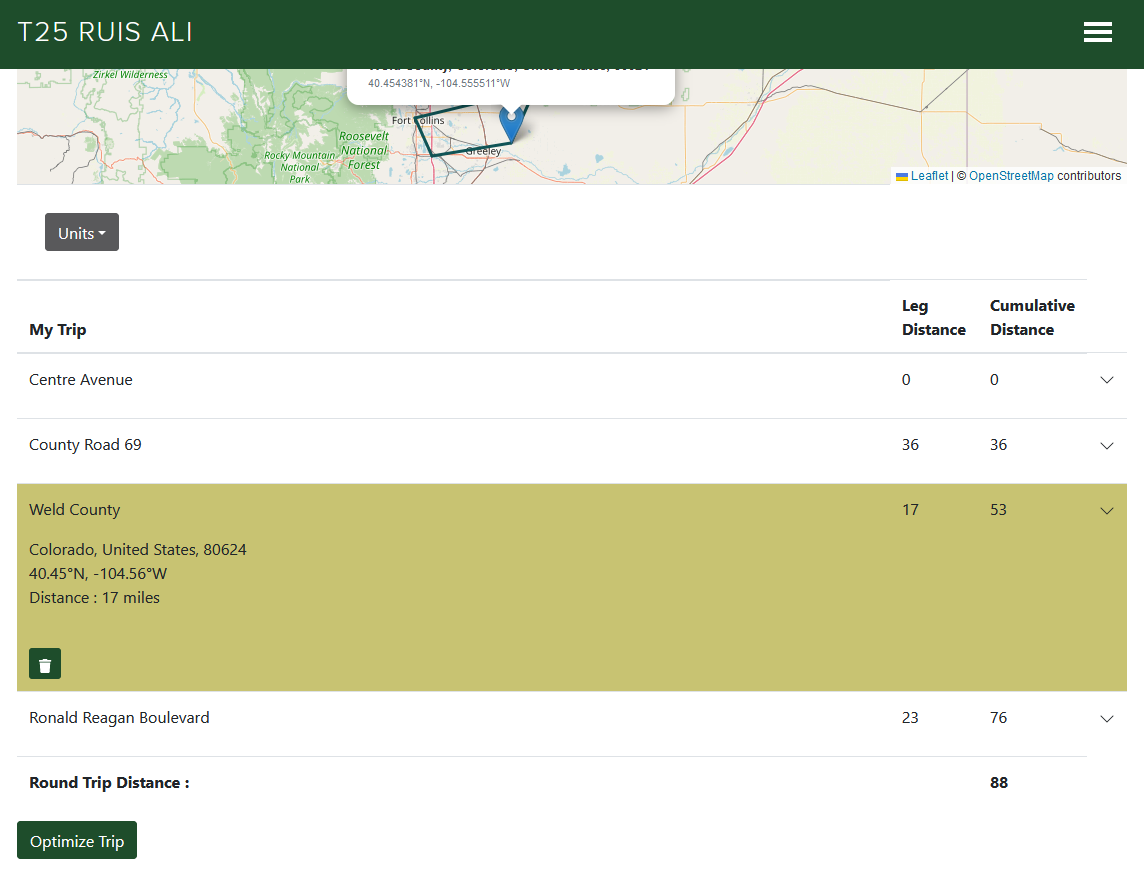 T25 RUIS ALI
Zirkel Wilderness
40.454381°N, -104.555511°W
Fort Collins
Roosevelt
National
Forest
Rocky Mountain
National
Park
Greeley
Leaflet | © OpenStreetMap contributors
Units
My Trip
Leg
Distance
Cumulative
Distance
Centre Avenue 0 0
County Road 69 36 36
Weld County 17 53
Colorado, United States, 80624
40.45°N, -104.56°W
Distance : 17 miles
Ronald Reagan Boulevard 23 76
Round Trip Distance : 88
Optimize Trip